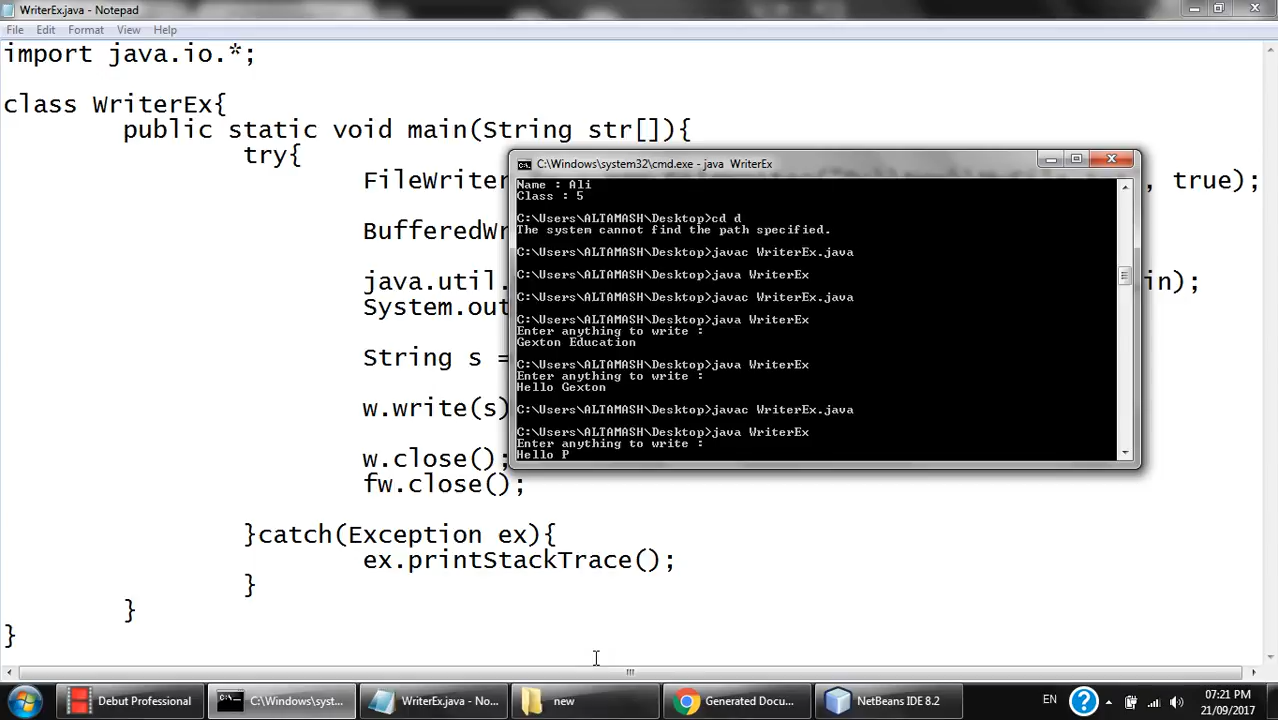 WriterEx.java - Notepad
File Edit Format View Help
import java.io.*;
class WriterEx{
public static void main(String str[]){
try{
FileWriter , true);
BufferedWr
java.util. in);
System.out
String s =
w.write(s)
w.close();
fw.close();
}catch(Exception ex){
ex.printStackTrace();
}
}
}
C:\Windows\system32\cmd.exe - java WriterEx
Name : Ali
Class : 5
C:\Users\ALTAMASH\Desktop>cd d
The system cannot find the path specified.
C:\Users\ALTAMASH\Desktop>javac WriterEx.java
C:\Users\ALTAMASH\Desktop>java WriterEx
C:\Users\ALTAMASH\Desktop>javac WriterEx.java
C:\Users\ALTAMASH\Desktop>java WriterEx
Enter anything to write :
Gexton Education
C:\Users\ALTAMASH\Desktop>java WriterEx
Enter anything to write :
Hello Gexton
C:\Users\ALTAMASH\Desktop>javac WriterEx.java
C:\Users\ALTAMASH\Desktop>java WriterEx
Enter anything to write :
Hello P
Debut Professional
C:\Windows\syst...
WriterEx.java - No...
new
Generated Docu...
NetBeans IDE 8.2
EN
07:21 PM
21/09/2017